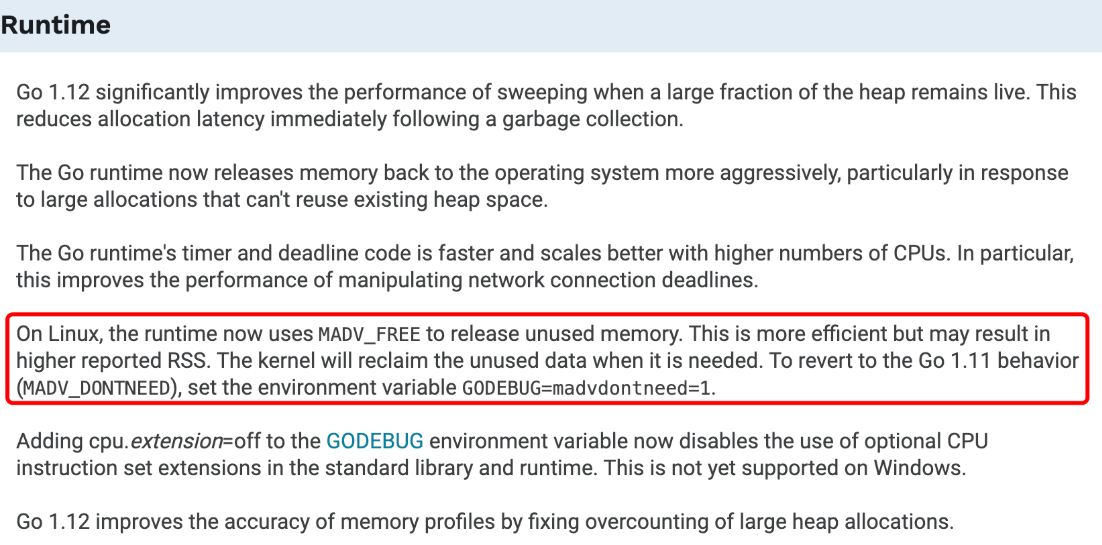 Runtime
Go 1.12 significantly improves the performance of sweeping when a large fraction of the heap remains live. This
reduces allocation latency immediately following a garbage collection.
The Go runtime now releases memory back to the operating system more aggressively, particularly in response
to large allocations that can't reuse existing heap space.
The Go runtime's timer and deadline code is faster and scales better with higher numbers of CPUs. In particular,
this improves the performance of manipulating network connection deadlines.
On Linux, the runtime now uses MADV_FREE to release unused memory. This is more efficient but may result in
higher reported RSS. The kernel will reclaim the unused data when it is needed. To revert to the Go 1.11 behavior
(MADV_DONTNEED), set the environment variable GODEBUG=madvdontneed=1.
Adding cpu.extension=off to the GODEBUG environment variable now disables the use of optional CPU
instruction set extensions in the standard library and runtime. This is not yet supported on Windows.
Go 1.12 improves the accuracy of memory profiles by fixing overcounting of large heap allocations.